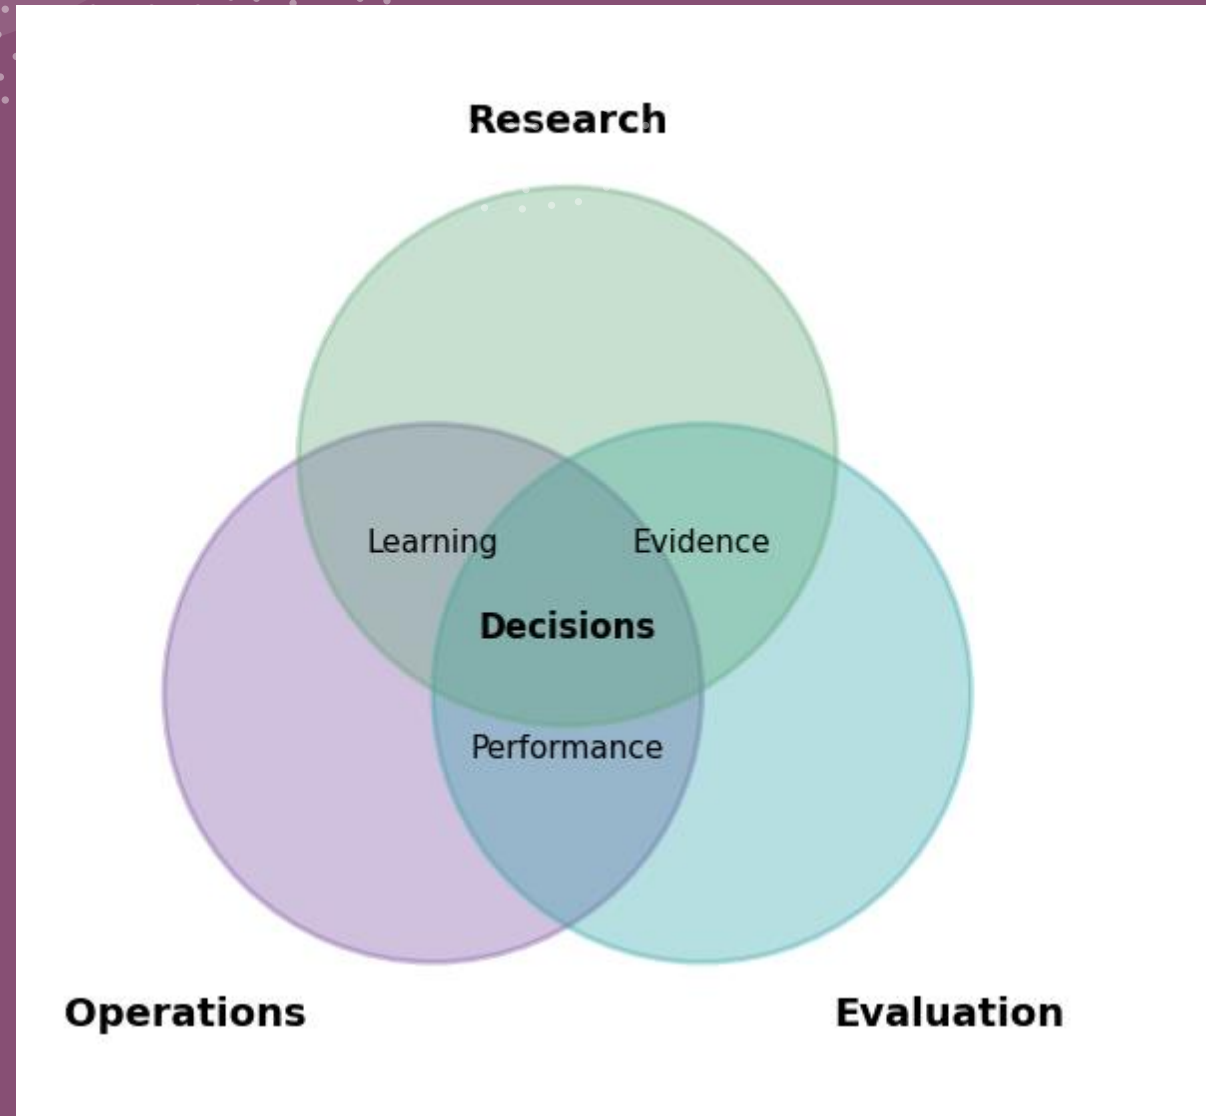 Research
Learning
Evidence
Decisions
Performance
Operations
Evaluation